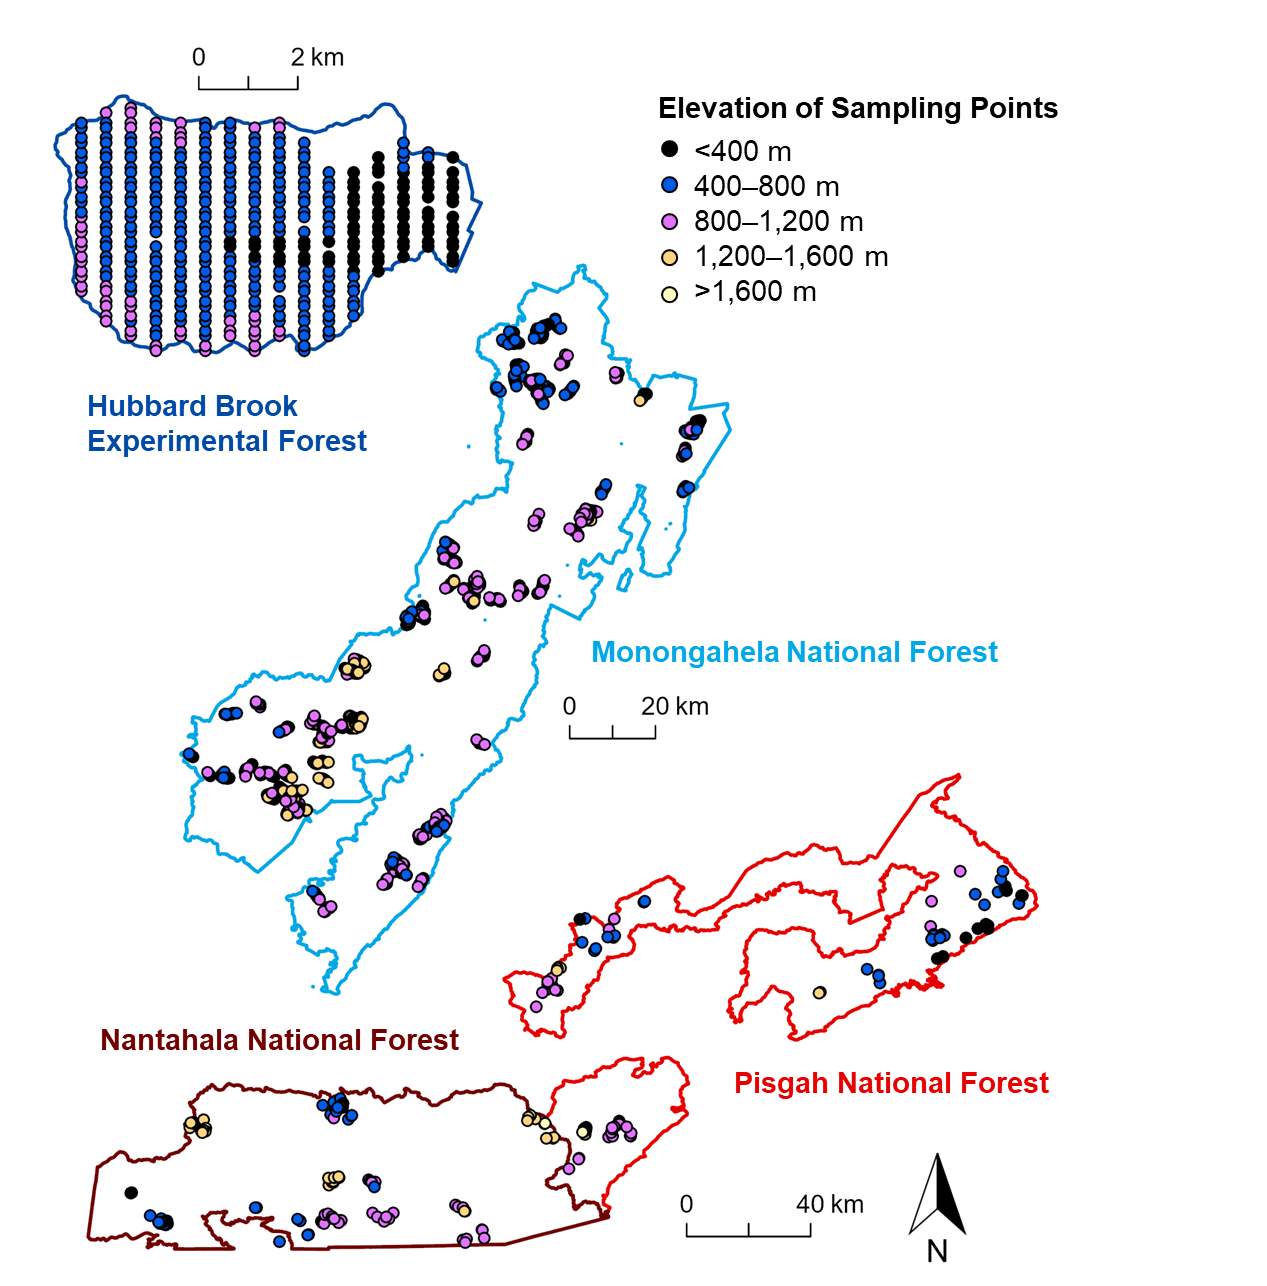 0 2 km
Elevation of Sampling Points
<400 m
400–800 m
800–1,200 m
1,200–1,600 m
>1,600 m
Hubbard Brook
Experimental Forest
Monongahela National Forest
0 20 km
Nantahala National Forest
Pisgah National Forest
0 40 km
N